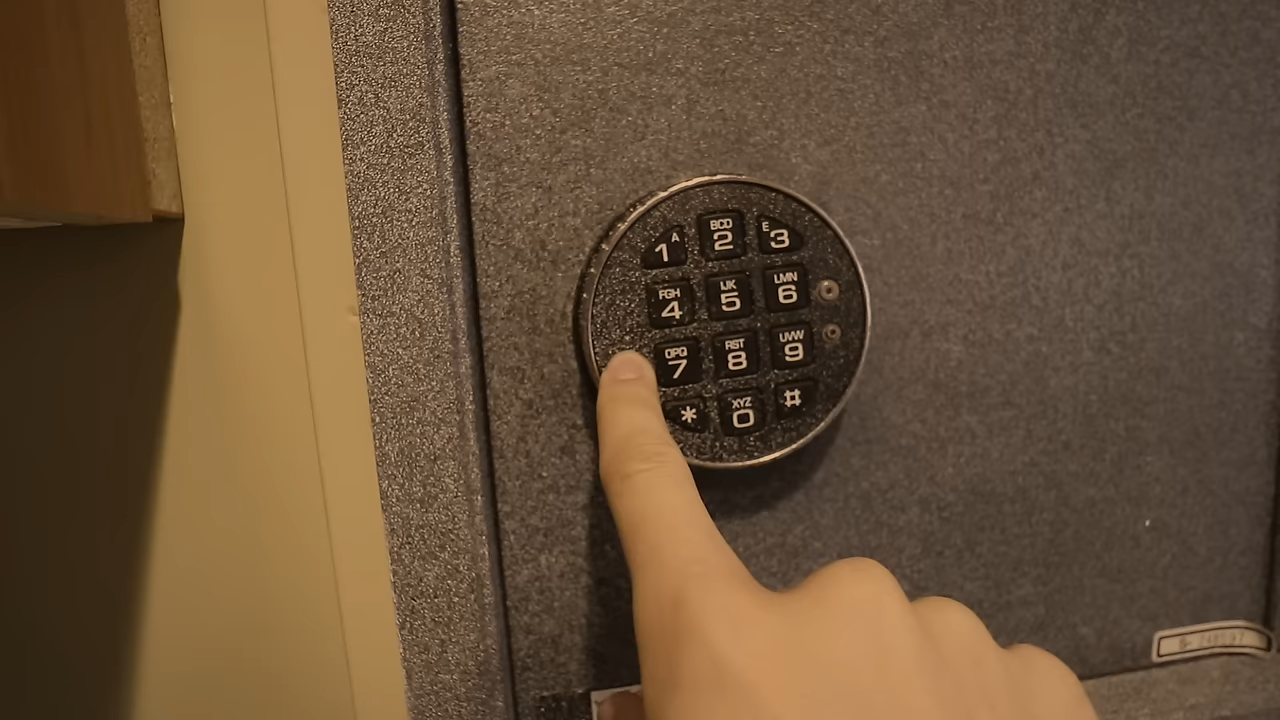 1 A
BCD 2
E 3
FGH 4
IJK 5
LMN 6
OPQ 7
RST 8
UVW 9
*
XYZ 0
#